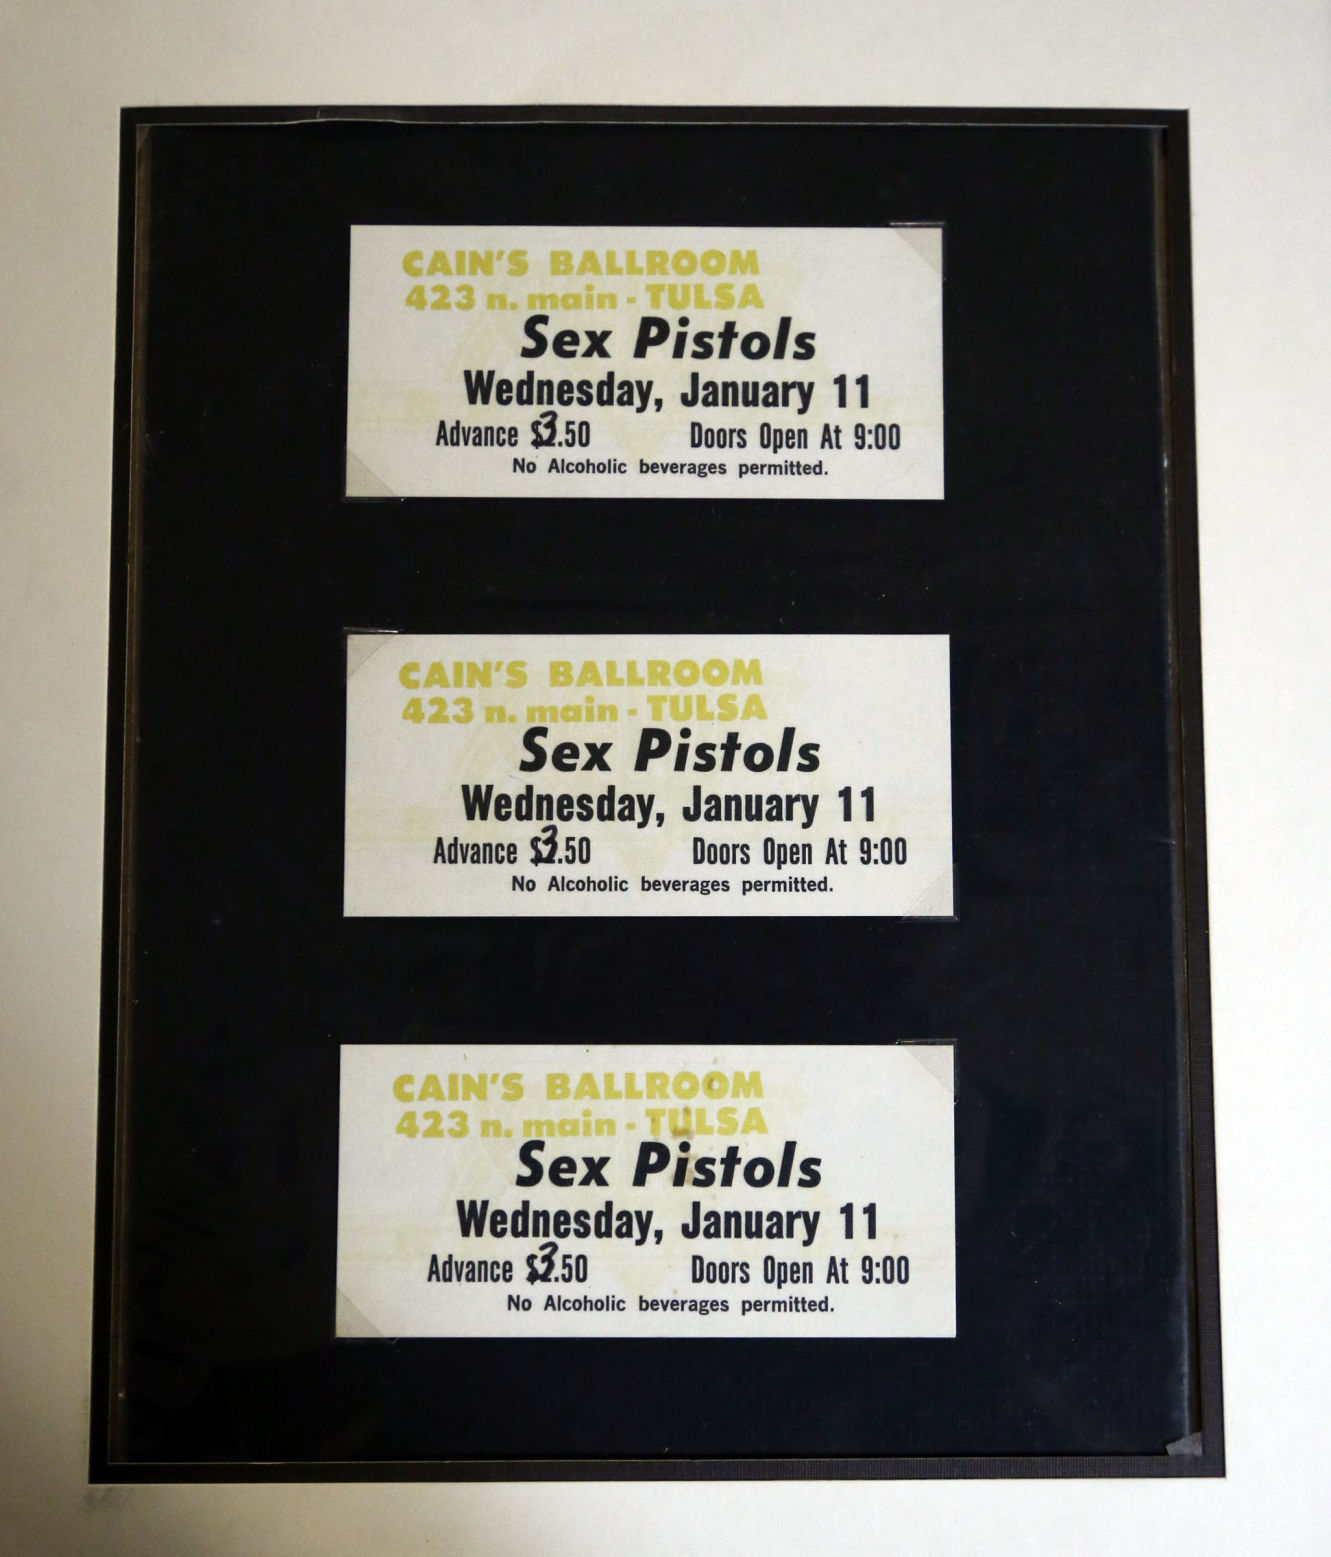 CAIN'S BALLROOM
423 n. main - TULSA
Sex Pistols
Wednesday, January 11
Advance $3.50 Doors Open At 9:00
No Alcoholic beverages permitted.
CAIN'S BALLROOM
423 n. main - TULSA
Sex Pistols
Wednesday, January 11
Advance $3.50 Doors Open At 9:00
No Alcoholic beverages permitted.
CAIN'S BALLROOM
423 n. main - TULSA
Sex Pistols
Wednesday, January 11
Advance $3.50 Doors Open At 9:00
No Alcoholic beverages permitted.